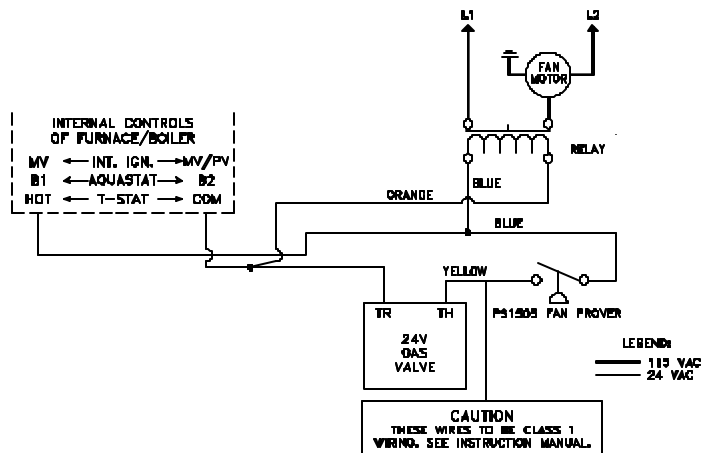 L1
L2
FAN
MOTOR
INTERNAL CONTROLS
OF FURNACE/BOILER
MV INT. IGN. MV/PV
B1 AQUASTAT B2
HOT T-STAT COM
RELAY
BLUE
ORANGE
BLUE
YELLOW
TR TH
24V
GAS
VALVE
PS1505 FAN PROVER
LEGEND:
115 VAC
24 VAC
CAUTION
THESE WIRES TO BE CLASS 1
WIRING. SEE INSTRUCTION MANUAL.